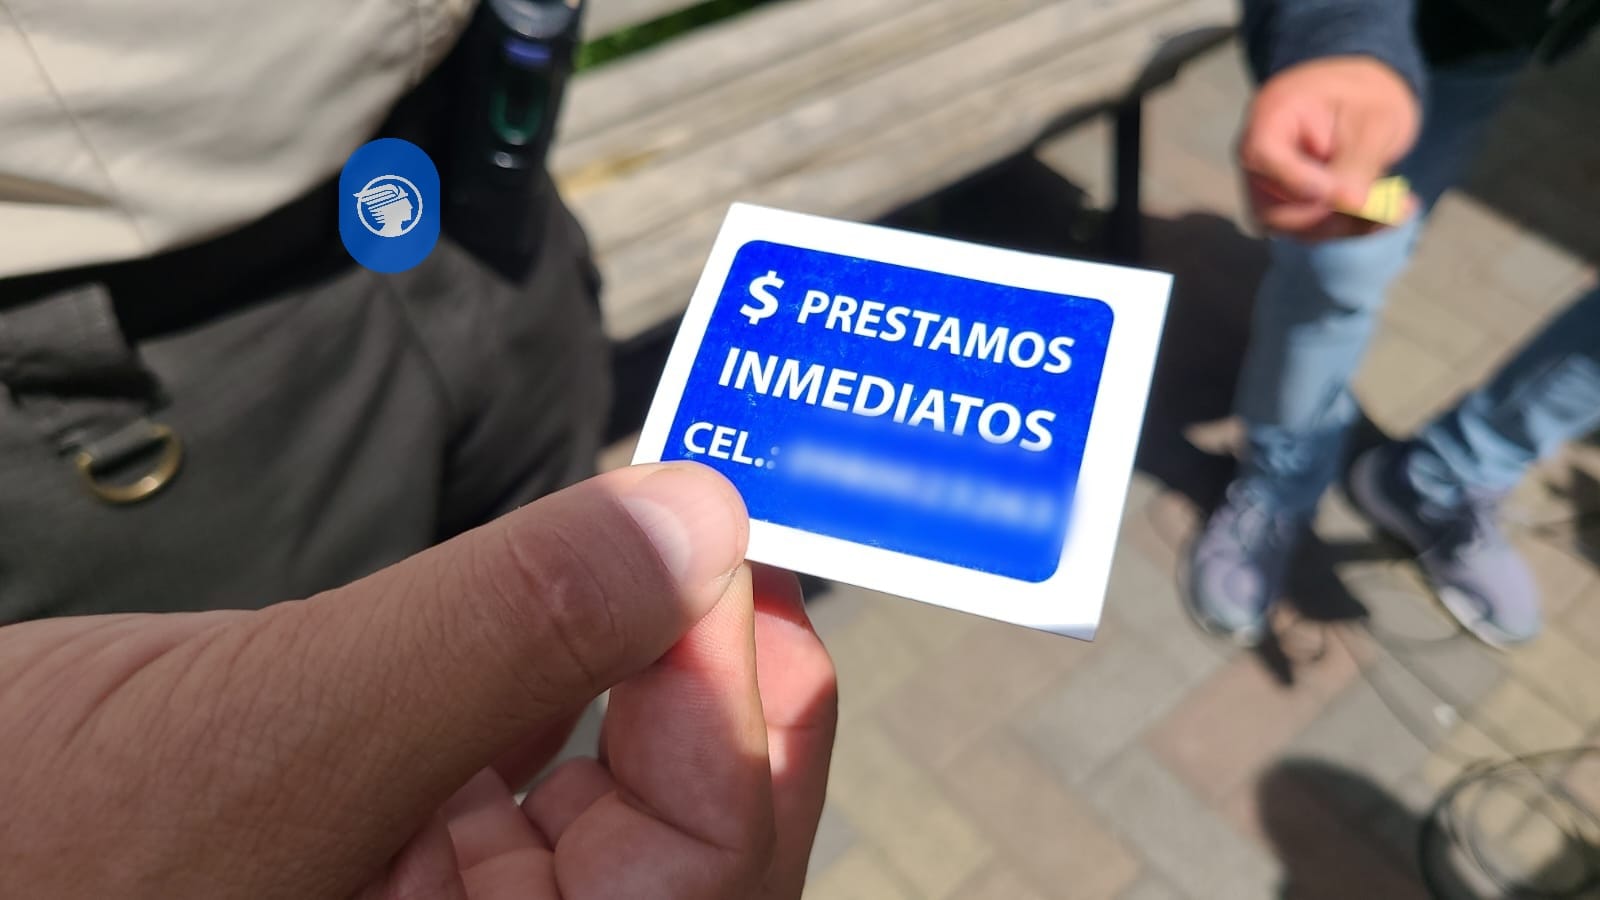 $ PRESTAMOS
INMEDIATOS
CEL.: